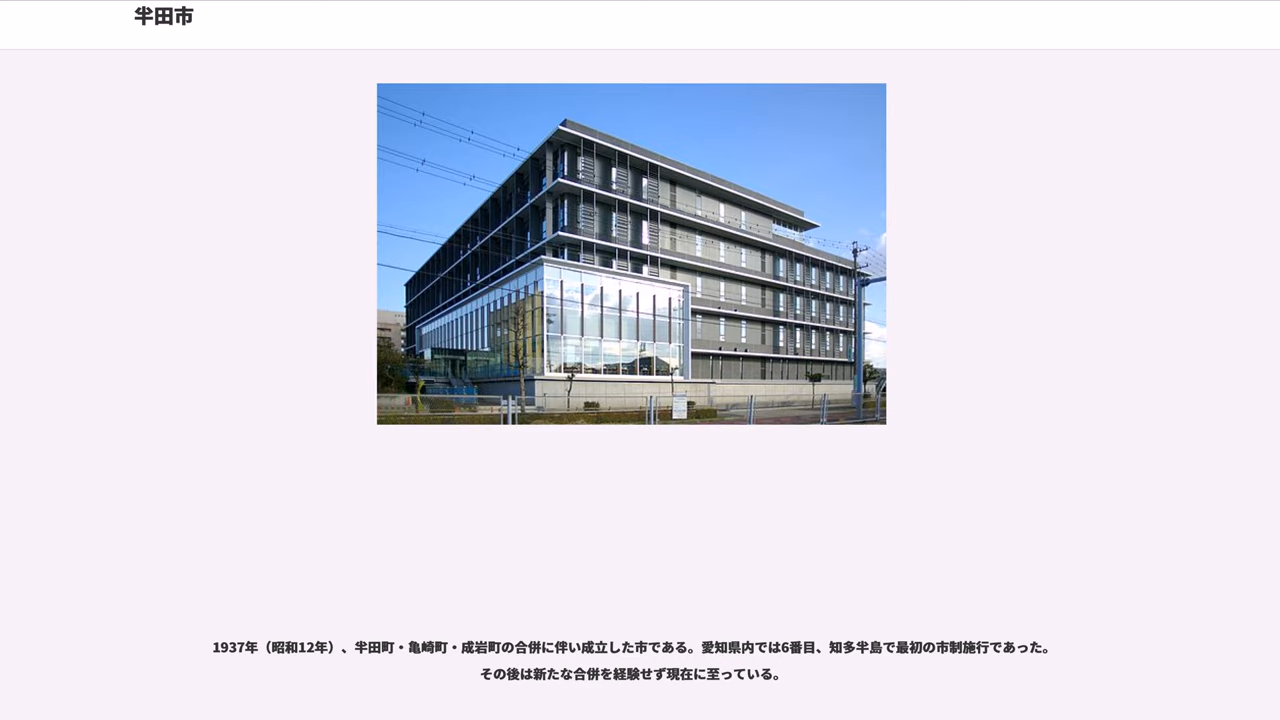 半田市
1937年（昭和12年）、半田町・亀崎町・成岩町の合併に伴い成立した市である。愛知県内では6番目、知多半島で最初の市制施行であった。
その後は新たな合併を経験せず現在に至っている。